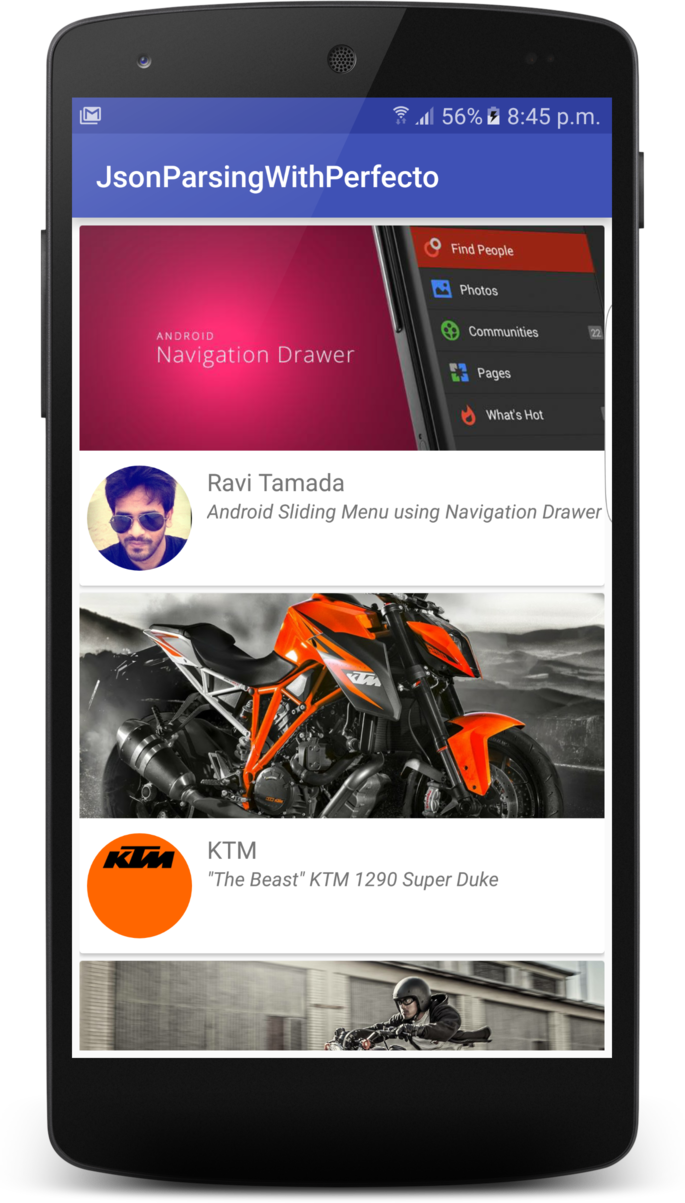 56% 8:45 p.m.
JsonParsingWithPerfecto
Find People
Photos
Communities 22
Pages
What's Hot
ANDROID
Navigation Drawer
Ravi Tamada
Android Sliding Menu using Navigation Drawer
KTM
KTM
KTM
"The Beast" KTM 1290 Super Duke